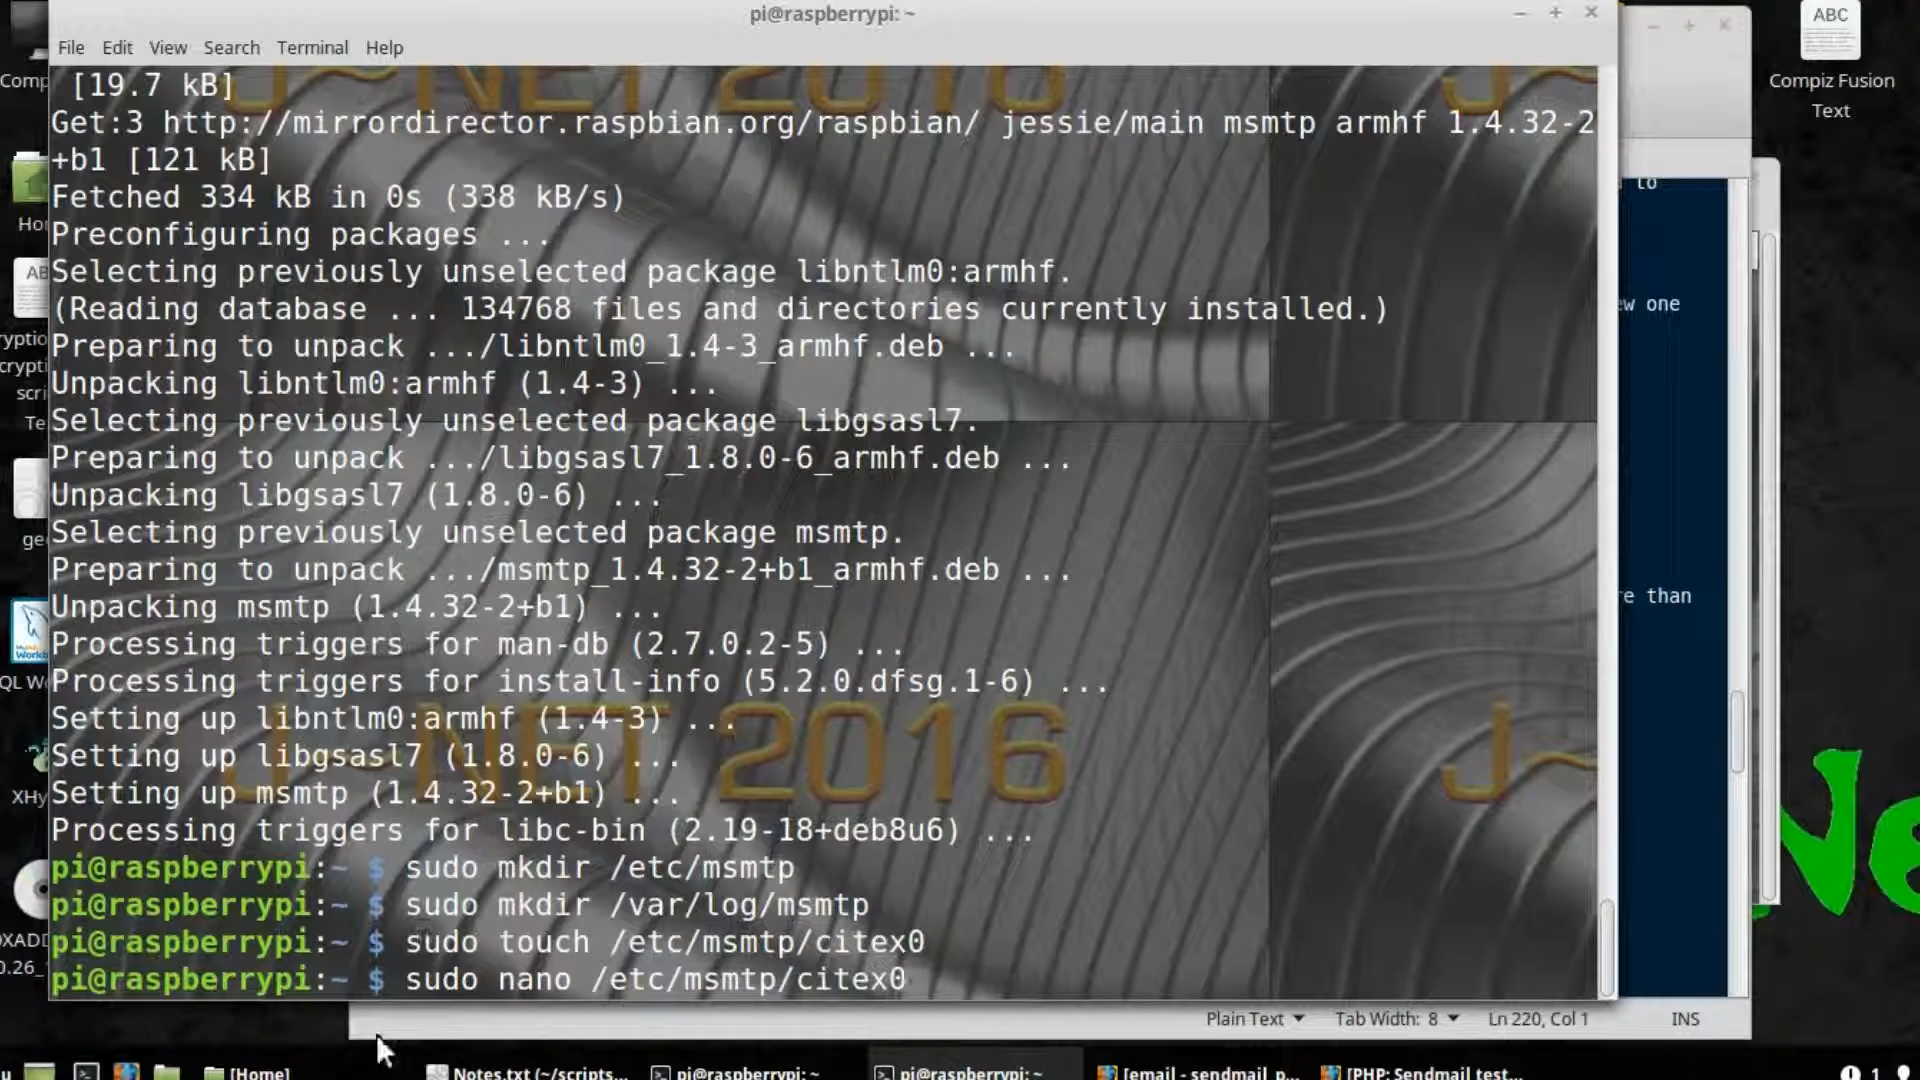 pi@raspberrypi: ~
File Edit View Search Terminal Help
[19.7 kB]
Get:3 http://mirrordirector.raspbian.org/raspbian/ jessie/main msmtp armhf 1.4.32-2
+b1 [121 kB]
Fetched 334 kB in 0s (338 kB/s)
Preconfiguring packages ...
Selecting previously unselected package libntlm0:armhf.
(Reading database ... 134768 files and directories currently installed.)
Preparing to unpack .../libntlm0_1.4-3_armhf.deb ...
Unpacking libntlm0:armhf (1.4-3) ...
Selecting previously unselected package libgsasl7.
Preparing to unpack .../libgsasl7_1.8.0-6_armhf.deb ...
Unpacking libgsasl7 (1.8.0-6) ...
Selecting previously unselected package msmtp.
Preparing to unpack .../msmtp_1.4.32-2+b1_armhf.deb ...
Unpacking msmtp (1.4.32-2+b1) ...
Processing triggers for man-db (2.7.0.2-5) ...
Processing triggers for install-info (5.2.0.dfsg.1-6) ...
Setting up libntlm0:armhf (1.4-3) ...
Setting up libgsasl7 (1.8.0-6) ...
Setting up msmtp (1.4.32-2+b1) ...
Processing triggers for libc-bin (2.19-18+deb8u6) ...
pi@raspberrypi:~ $ sudo mkdir /etc/msmtp
pi@raspberrypi:~ $ sudo mkdir /var/log/msmtp
pi@raspberrypi:~ $ sudo touch /etc/msmtp/citex0
pi@raspberrypi:~ $ sudo nano /etc/msmtp/citex0
J~NET 2016
J~NET 2016
ABC
Compiz Fusion
Text
to
one
than
Plain Text Tab Width: 8 Ln 220, Col 1 INS
[Home] Notes.txt (~/scripts... pi@raspberrypi: ~ pi@raspberrypi: ~ [email - sendmail_p... [PHP: Sendmail test... 1